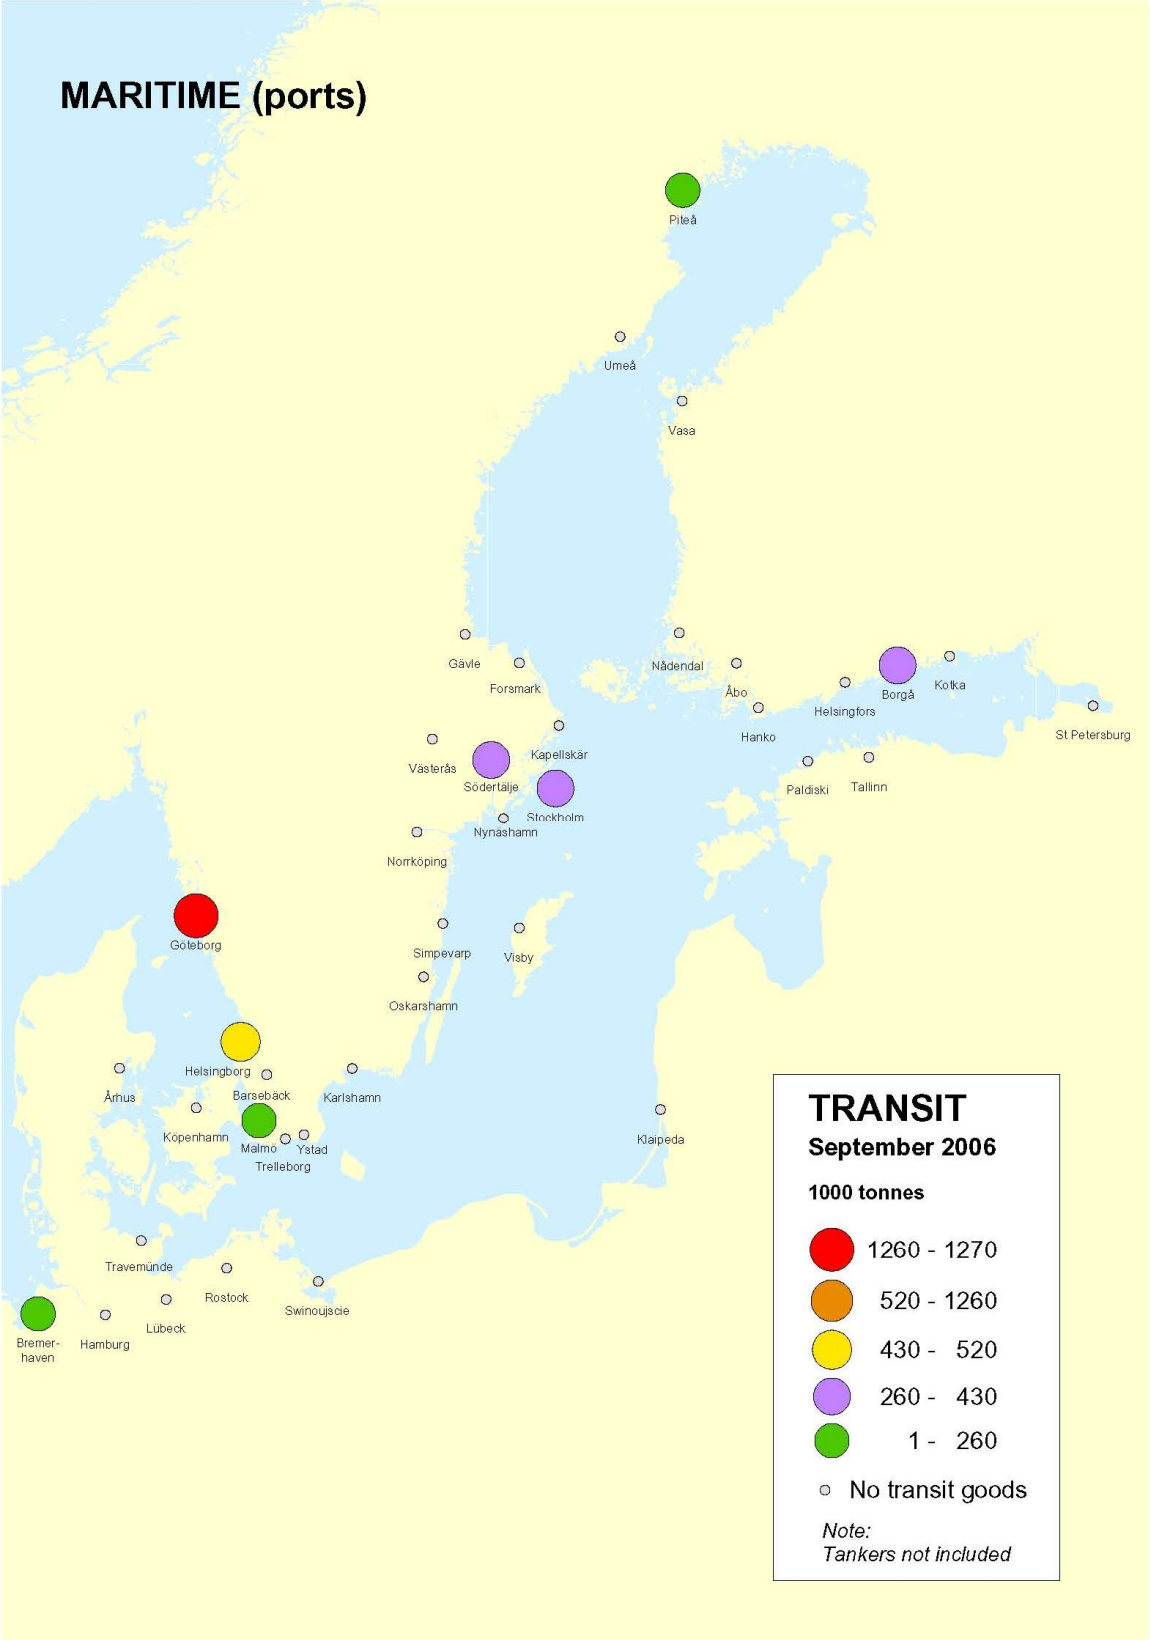 MARITIME (ports)
Piteå
Umeå
Vasa
Gävle
Forsmark
Nådendal
Åbo
Hanko
Helsingfors
Borgå
Kotka
St Petersburg
Kapellskär
Västerås
Södertälje
Stockholm
Nynäshamn
Norrköping
Paldiski
Tallinn
Göteborg
Simpevarp
Visby
Oskarshamn
Helsingborg
Århus
Barsebäck
Karlshamn
Köpenhamn
Malmö
Ystad
Trelleborg
Klaipeda
Travemünde
Rostock
Swinoujscie
Lübeck
Hamburg
Bremer-
haven
TRANSIT
September 2006
1000 tonnes
1260 - 1270
520 - 1260
430 - 520
260 - 430
1 - 260
No transit goods
Note:
Tankers not included